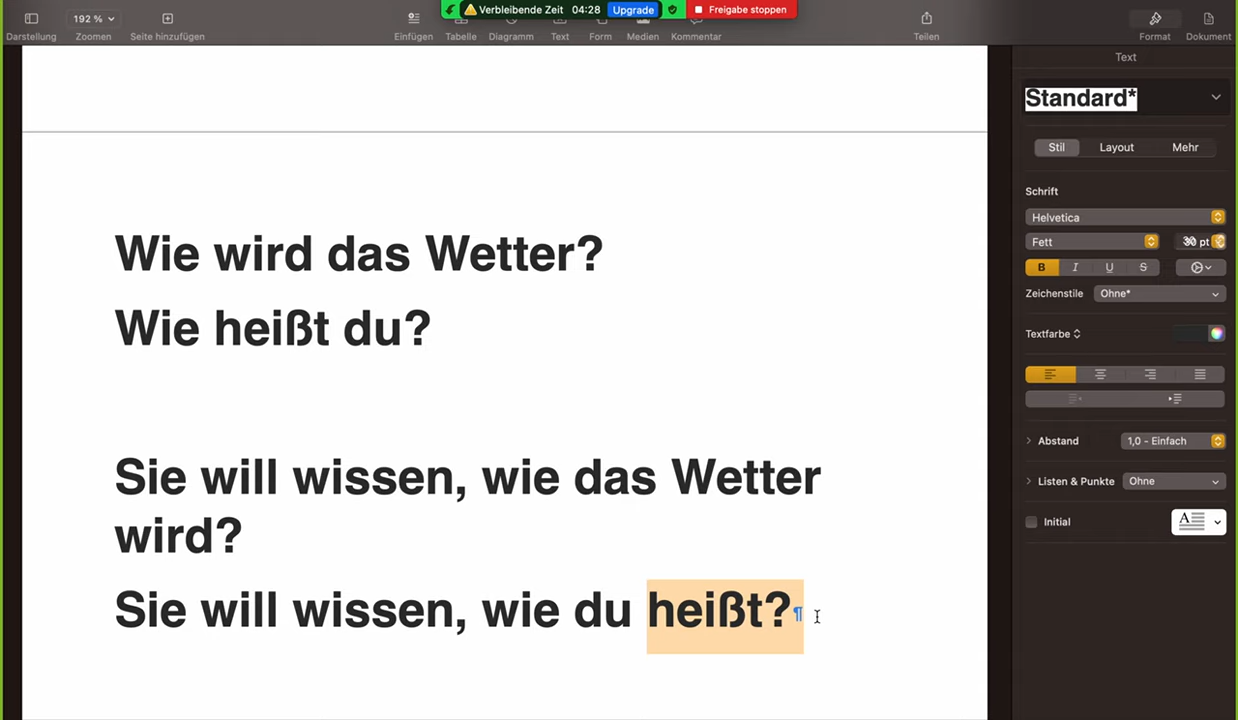 Verbleibende Zeit 04:28 Upgrade Freigabe stoppen
192 %
Darstellung Zoomen Seite hinzufügen Einfügen Tabelle Diagramm Text Form Medien Kommentar Teilen Format Dokument
Text
Standard*
Stil Layout Mehr
Schrift
Helvetica
Fett pt
B I U S
Zeichenstile Ohne*
Textfarbe
Abstand 1,0 - Einfach
Listen & Punkte Ohne
Initial A
Wie wird das Wetter?
Wie heißt du?
Sie will wissen, wie das Wetter
wird?
Sie will wissen, wie du heißt?¶